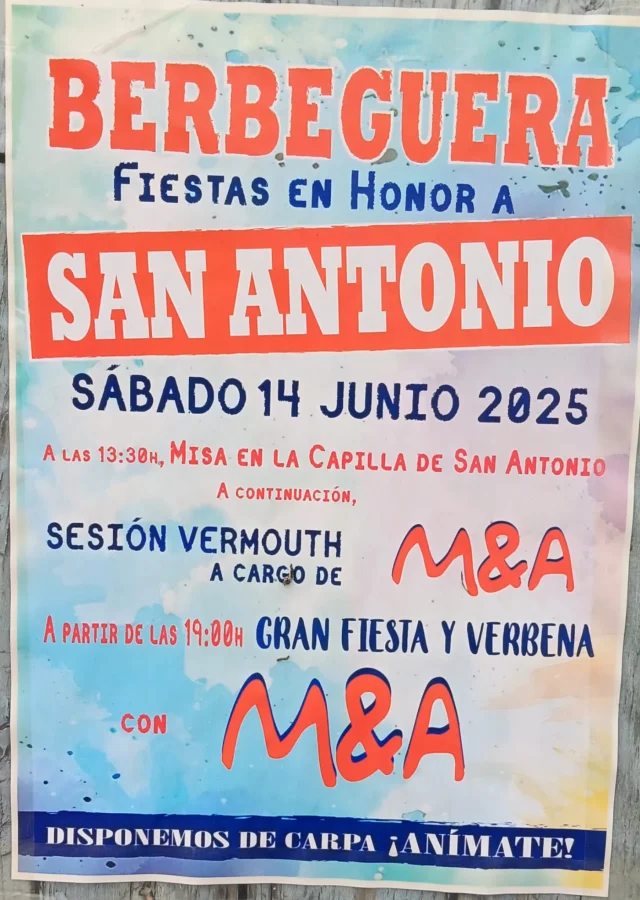 BERBEGUERA
FIESTAS EN HONOR A
SAN ANTONIO
SÁBADO 14 JUNIO 2025
A LAS 13:30H, MISA EN LA CAPILLA DE SAN ANTONIO
A CONTINUACIÓN,
SESIÓN VERMOUTH
A CARGO DE
M&A
A PARTIR DE LAS 19:00H GRAN FIESTA Y VERBENA
CON
M&A
DISPONEMOS DE CARPA ¡ANÍMATE!